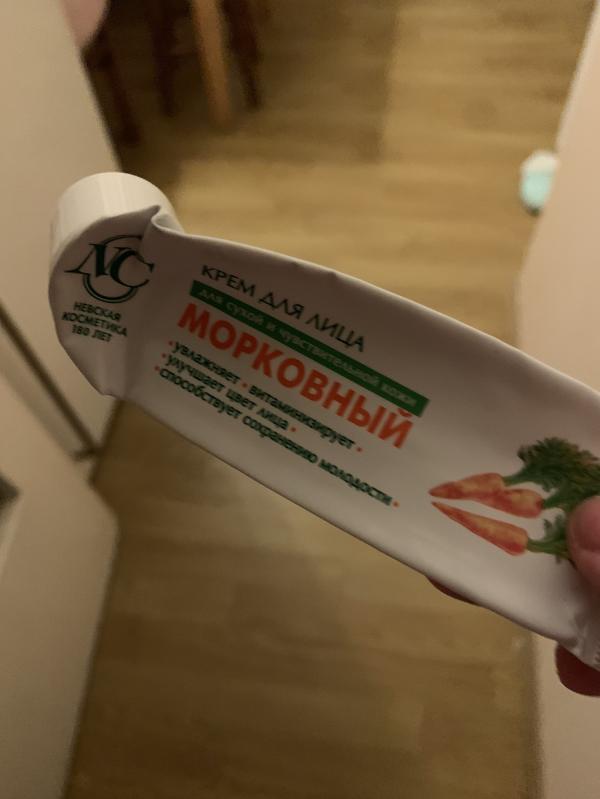 NC
НЕВСКАЯ
КОСМЕТИКА
180 ЛЕТ
КРЕМ ДЛЯ ЛИЦА
для сухой и чувствительной кожи
МОРКОВНЫЙ
•увлажняет •витаминизирует•
•улучшает цвет лица•
•способствует сохранению молодости•